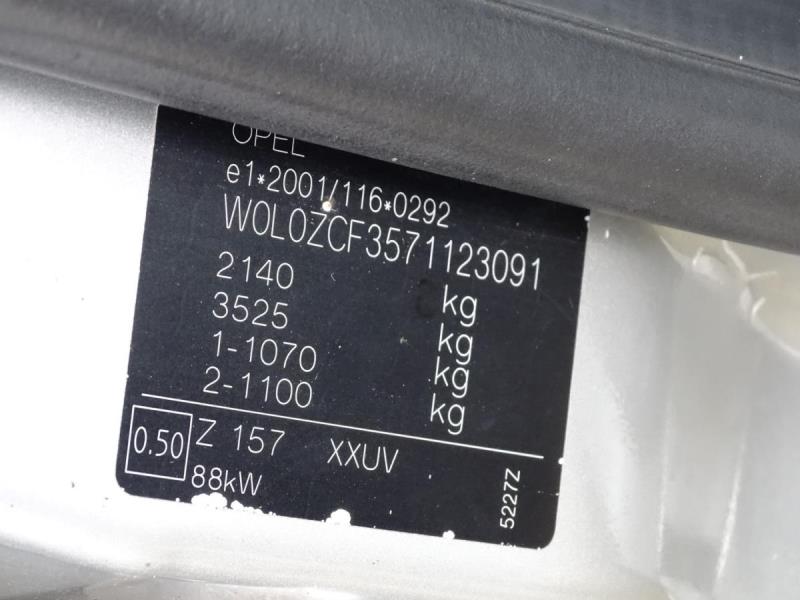 OPEL
e1*2001/116*0292
W0L0ZCF3571123091
2140 kg
3525 kg
1-1070 kg
2-1100 kg
0.50 Z 157 XXUV
88kW
5227Z